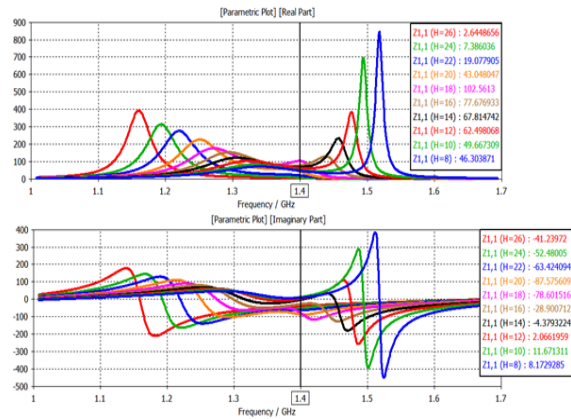 [Parametric Plot] [Real Part]
900
800
700
600
500
400
300
200
100
0
Z1,1 (H=26) : 2.6448656
Z1,1 (H=24) : 7.386036
Z1,1 (H=22) : 19.077905
Z1,1 (H=20) : 43.048047
Z1,1 (H=18) : 102.5613
Z1,1 (H=16) : 77.676933
Z1,1 (H=14) : 67.814742
Z1,1 (H=12) : 62.498068
Z1,1 (H=10) : 49.667309
Z1,1 (H=8) : 46.303871
1 1.1 1.2 1.3 1.4 1.5 1.6 1.7
Frequency / GHz
[Parametric Plot] [Imaginary Part]
400
300
200
100
0
-100
-200
-300
-400
-500
Z1,1 (H=26) : -41.23972
Z1,1 (H=24) : -52.48005
Z1,1 (H=22) : -63.424094
Z1,1 (H=20) : -87.575609
Z1,1 (H=18) : -78.601516
Z1,1 (H=16) : -28.900712
Z1,1 (H=14) : -4.3793224
Z1,1 (H=12) : 2.0661959
Z1,1 (H=10) : 11.671311
Z1,1 (H=8) : 8.1729285
1 1.1 1.2 1.3 1.4 1.5 1.6 1.7
Frequency / GHz